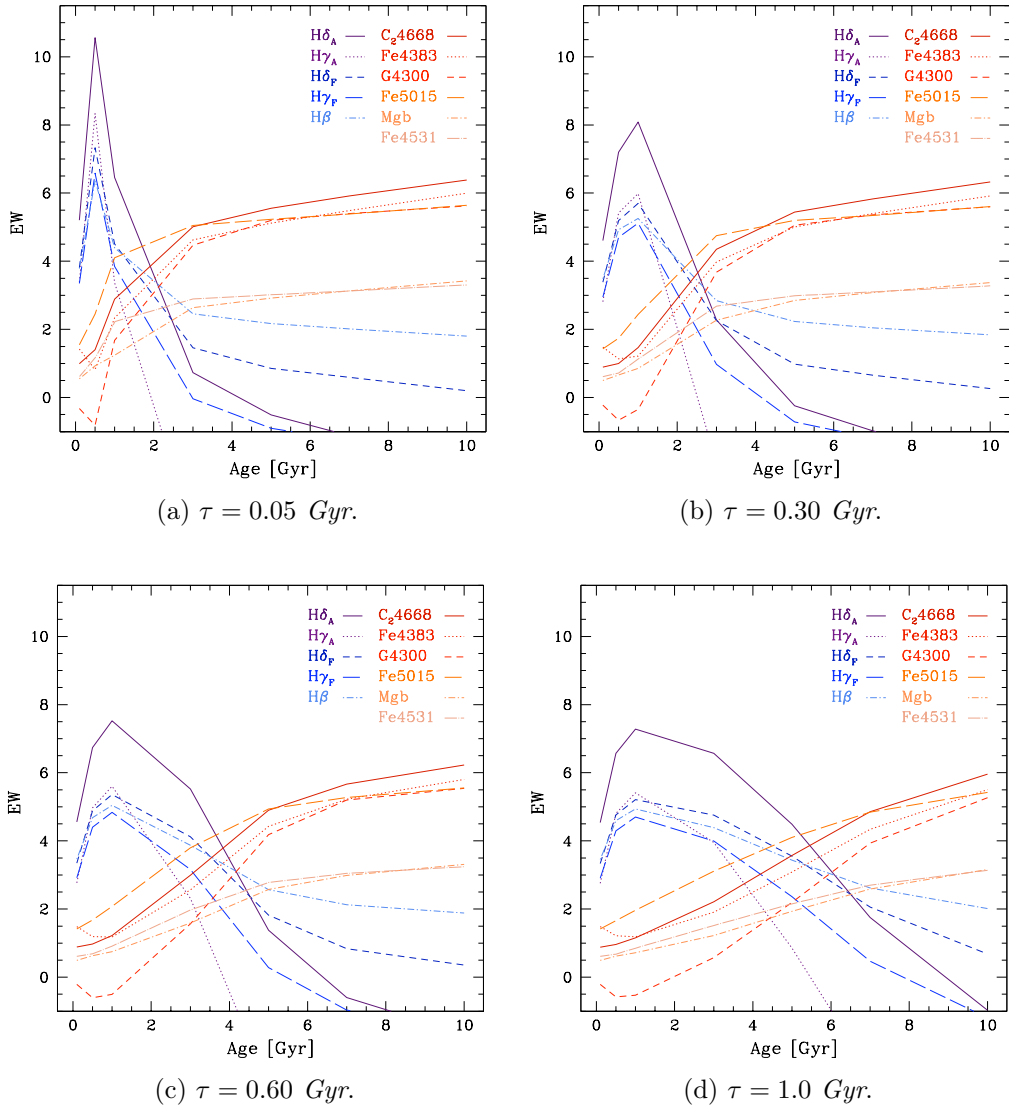 Hδ_A C₂4668
Hγ_A Fe4383
Hδ_F G4300
Hγ_F Fe5015
Hβ Mgb
Fe4531
10
8
6
4
2
0
EW
0 2 4 6 8 10
Age [Gyr]
(a) τ = 0.05 Gyr.
Hδ_A C₂4668
Hγ_A Fe4383
Hδ_F G4300
Hγ_F Fe5015
Hβ Mgb
Fe4531
10
8
6
4
2
0
EW
0 2 4 6 8 10
Age [Gyr]
(b) τ = 0.30 Gyr.
Hδ_A C₂4668
Hγ_A Fe4383
Hδ_F G4300
Hγ_F Fe5015
Hβ Mgb
Fe4531
10
8
6
4
2
0
EW
0 2 4 6 8 10
Age [Gyr]
(c) τ = 0.60 Gyr.
Hδ_A C₂4668
Hγ_A Fe4383
Hδ_F G4300
Hγ_F Fe5015
Hβ Mgb
Fe4531
10
8
6
4
2
0
EW
0 2 4 6 8 10
Age [Gyr]
(d) τ = 1.0 Gyr.